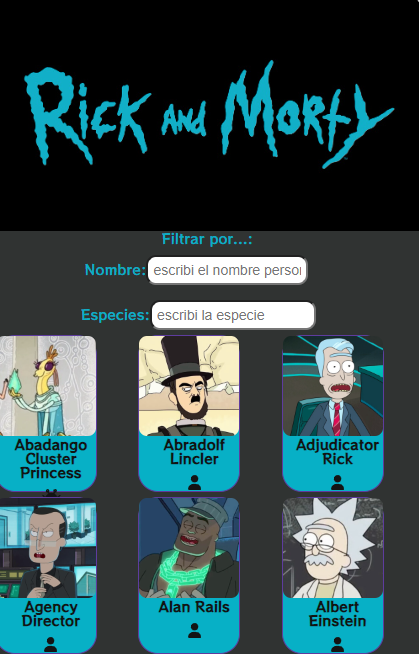 Rick AND Morty
Filtrar por...:
Nombre: escribi el nombre person
Especies: escribi la especie
Abadango
Cluster
Princess
Abradolf
Lincler
Adjudicator
Rick
Agency
Director
Alan Rails
Albert
Einstein